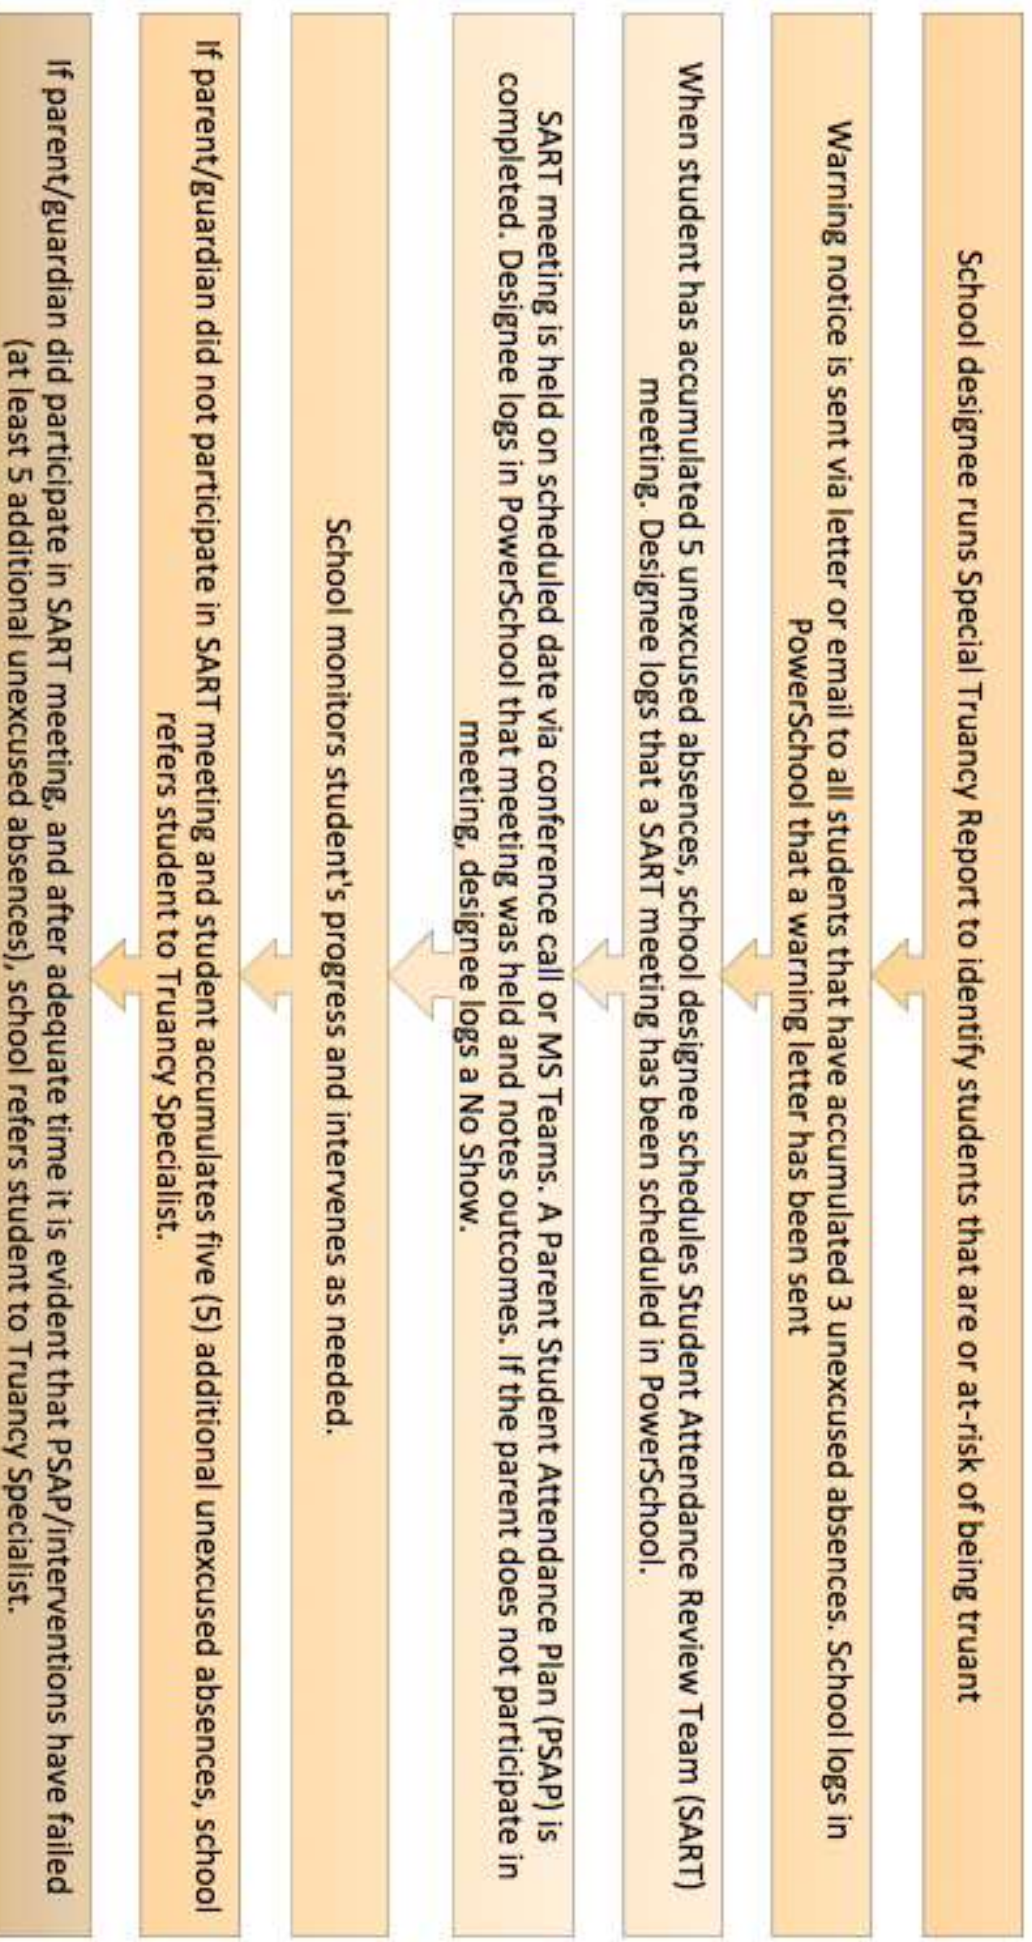 School designee runs Special Truancy Report to identify students that are or at-risk of being truant
Warning notice is sent via letter or email to all students that have accumulated 3 unexcused absences. School logs in
PowerSchool that a warning letter has been sent
When student has accumulated 5 unexcused absences, school designee schedules Student Attendance Review Team (SART)
meeting. Designee logs that a SART meeting has been scheduled in PowerSchool.
SART meeting is held on scheduled date via conference call or MS Teams. A Parent Student Attendance Plan (PSAP) is
completed. Designee logs in PowerSchool that meeting was held and notes outcomes. If the parent does not participate in
meeting, designee logs a No Show.
School monitors student's progress and intervenes as needed.
If parent/guardian did not participate in SART meeting and student accumulates five (5) additional unexcused absences, school
refers student to Truancy Specialist.
If parent/guardian did participate in SART meeting, and after adequate time it is evident that PSAP/interventions have failed
(at least 5 additional unexcused absences), school refers student to Truancy Specialist.